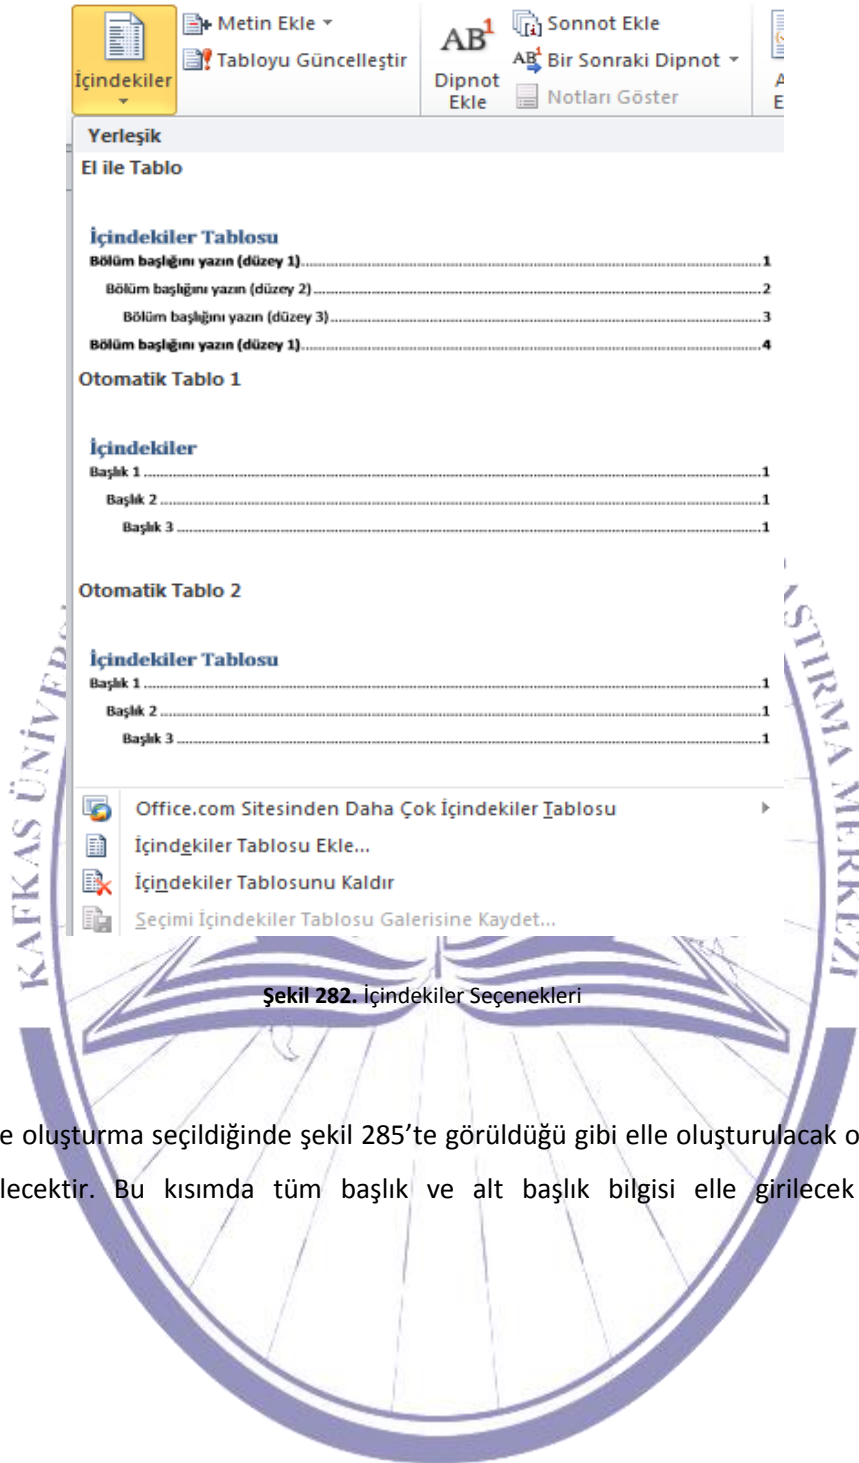 Metin Ekle
Tabloyu Güncelleştir
İçindekiler
AB1
Dipnot
Ekle
Sonnot Ekle
AB1 Bir Sonraki Dipnot
Notları Göster
Yerleşik
El ile Tablo
İçindekiler Tablosu
Bölüm başlığını yazın (düzey 1)...1
Bölüm başlığını yazın (düzey 2)...2
Bölüm başlığını yazın (düzey 3)...3
Bölüm başlığını yazın (düzey 1)...4
Otomatik Tablo 1
İçindekiler
Başlık 1...1
Başlık 2...1
Başlık 3...1
Otomatik Tablo 2
İçindekiler Tablosu
Başlık 1...1
Başlık 2...1
Başlık 3...1
Office.com Sitesinden Daha Çok İçindekiler Tablosu
İçindekiler Tablosu Ekle...
İçindekiler Tablosunu Kaldır
Seçimi İçindekiler Tablosu Galerisine Kaydet...
KAFKAS ÜNİVER
ŞTIRMA MERKEZİ
Şekil 282. İçindekiler Seçenekleri
e oluşturma seçildiğinde şekil 285’te görüldüğü gibi elle oluşturulacak o
lecektir. Bu kısımda tüm başlık ve alt başlık bilgisi elle girilecek